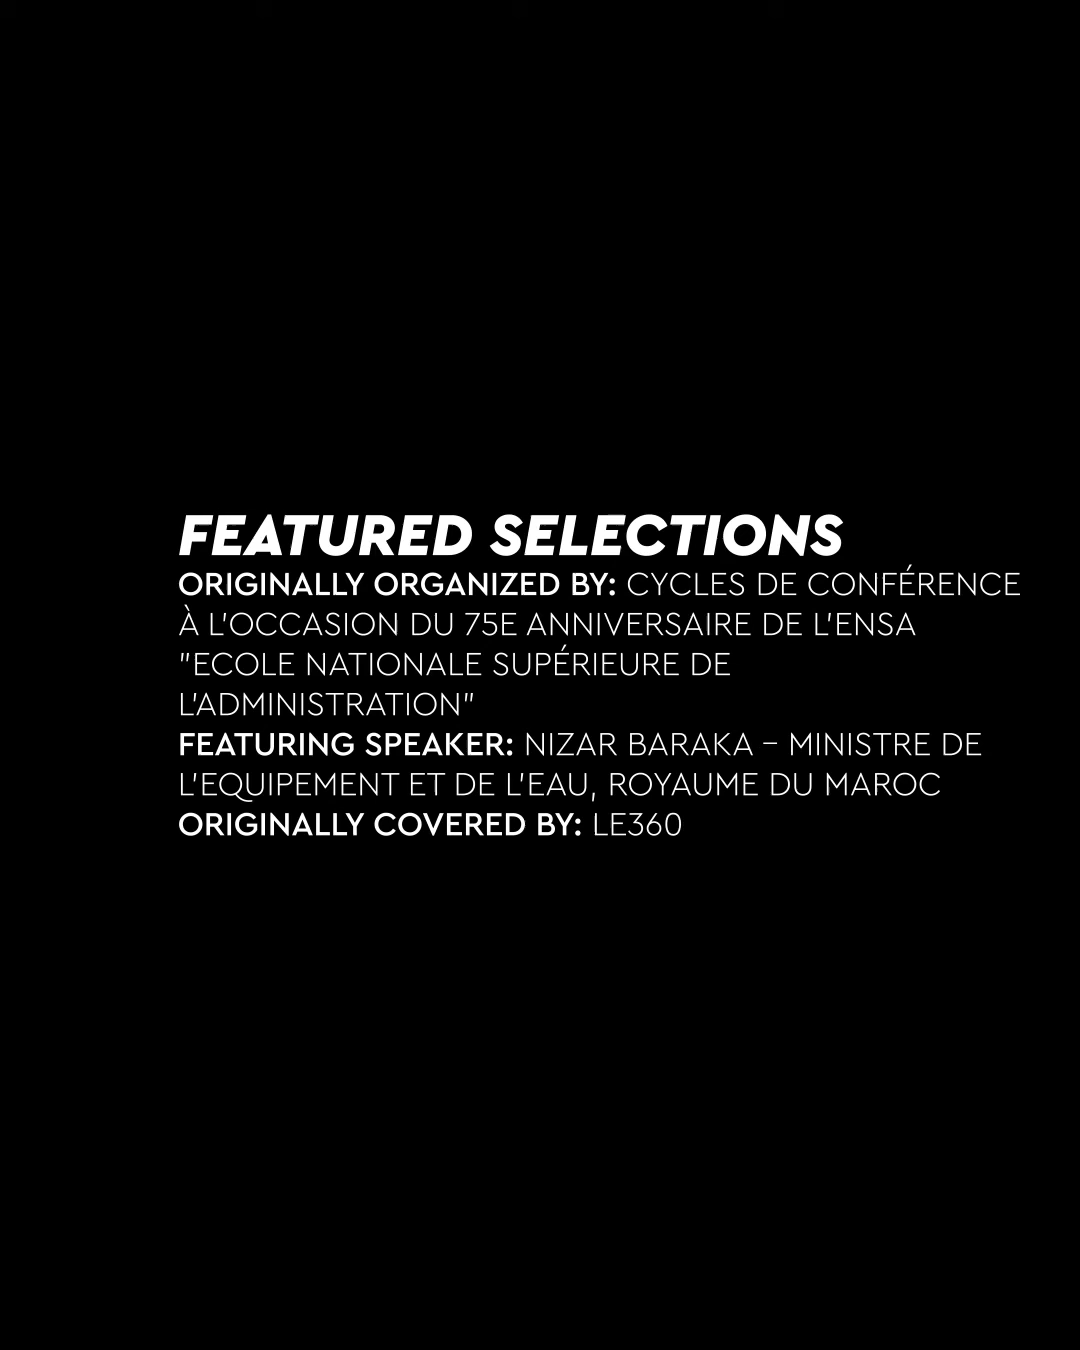 FEATURED SELECTIONS
ORIGINALLY ORGANIZED BY: CYCLES DE CONFÉRENCE
À L'OCCASION DU 75E ANNIVERSAIRE DE L'ENSA
"ECOLE NATIONALE SUPÉRIEURE DE
L'ADMINISTRATION"
FEATURING SPEAKER: NIZAR BARAKA – MINISTRE DE
L'EQUIPEMENT ET DE L'EAU, ROYAUME DU MAROC
ORIGINALLY COVERED BY: LE360